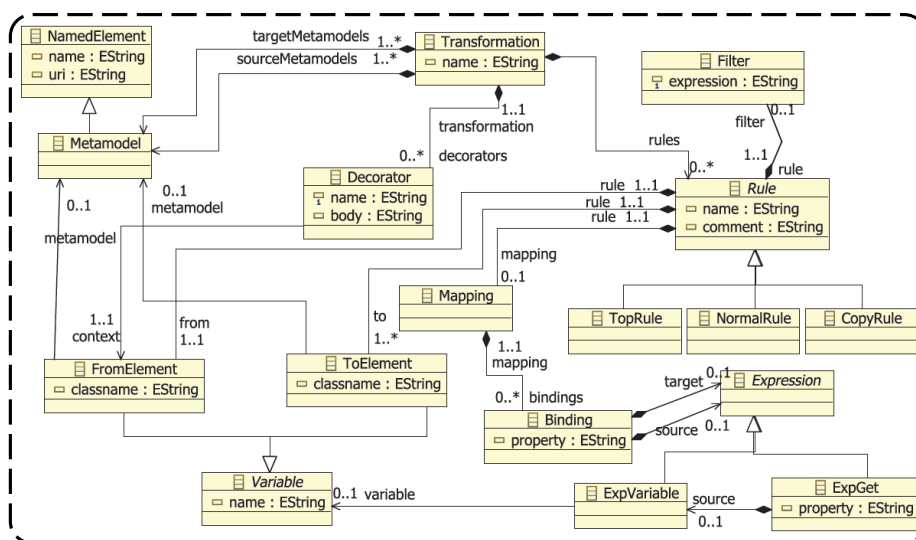 NamedElement
name : EString
uri : EString
targetMetamodels 1..*
sourceMetamodels 1..*
Transformation
name : EString
Filter
expression : EString
0..1
filter
1..1
rule
1..1
transformation
0..*
decorators
rules
0..*
Metamodel
0..1
metamodel
0..1
metamodel
Decorator
name : EString
body : EString
rule 1..1
rule 1..1
rule 1..1
Rule
name : EString
comment : EString
mapping
0..1
Mapping
TopRule
NormalRule
CopyRule
1..1
context
from
1..1
to
1..*
1..1
mapping
FromElement
classname : EString
ToElement
classname : EString
0..*
bindings
target
0..1
Expression
Binding
property : EString
source
0..1
Variable
name : EString
0..1
variable
ExpVariable
source
0..1
ExpGet
property : EString